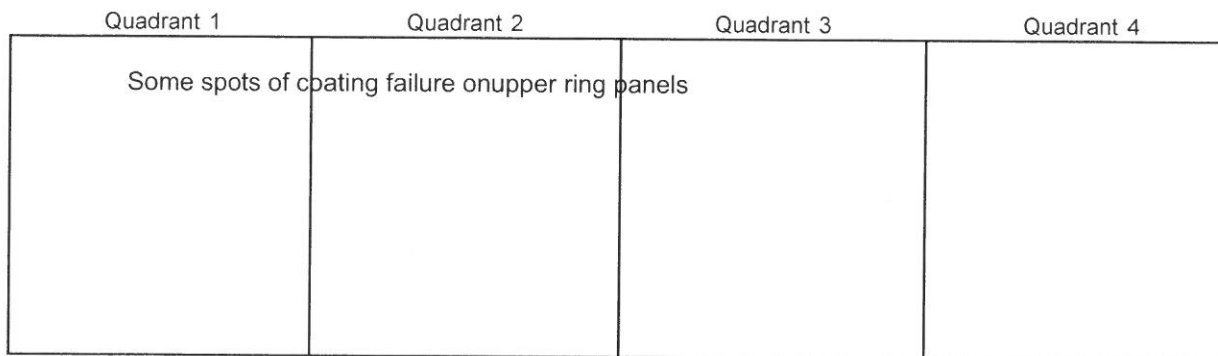 Quadrant 1 Quadrant 2 Quadrant 3 Quadrant 4
Some spots of coating failure onupper ring panels